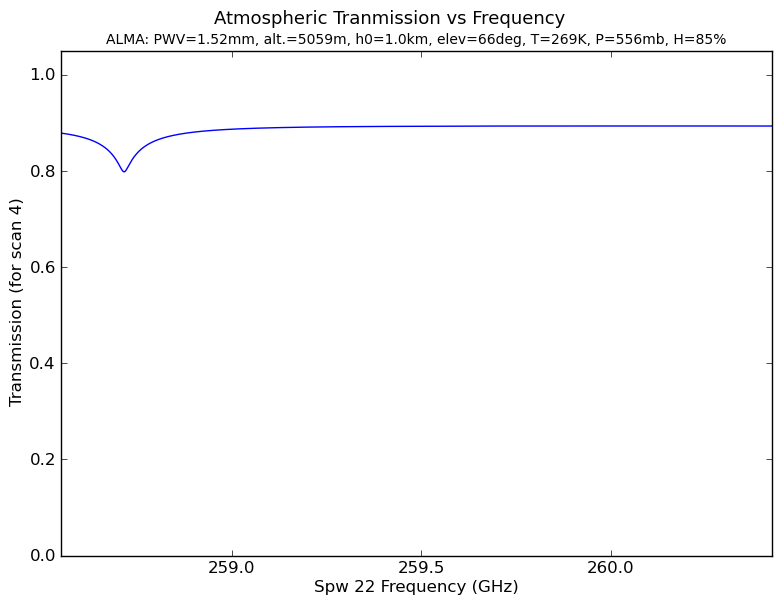 Atmospheric Tranmission vs Frequency
ALMA: PWV=1.52mm, alt.=5059m, h0=1.0km, elev=66deg, T=269K, P=556mb, H=85%
Transmission (for scan 4)
1.0
0.8
0.6
0.4
0.2
0.0
259.0 259.5 260.0
Spw 22 Frequency (GHz)